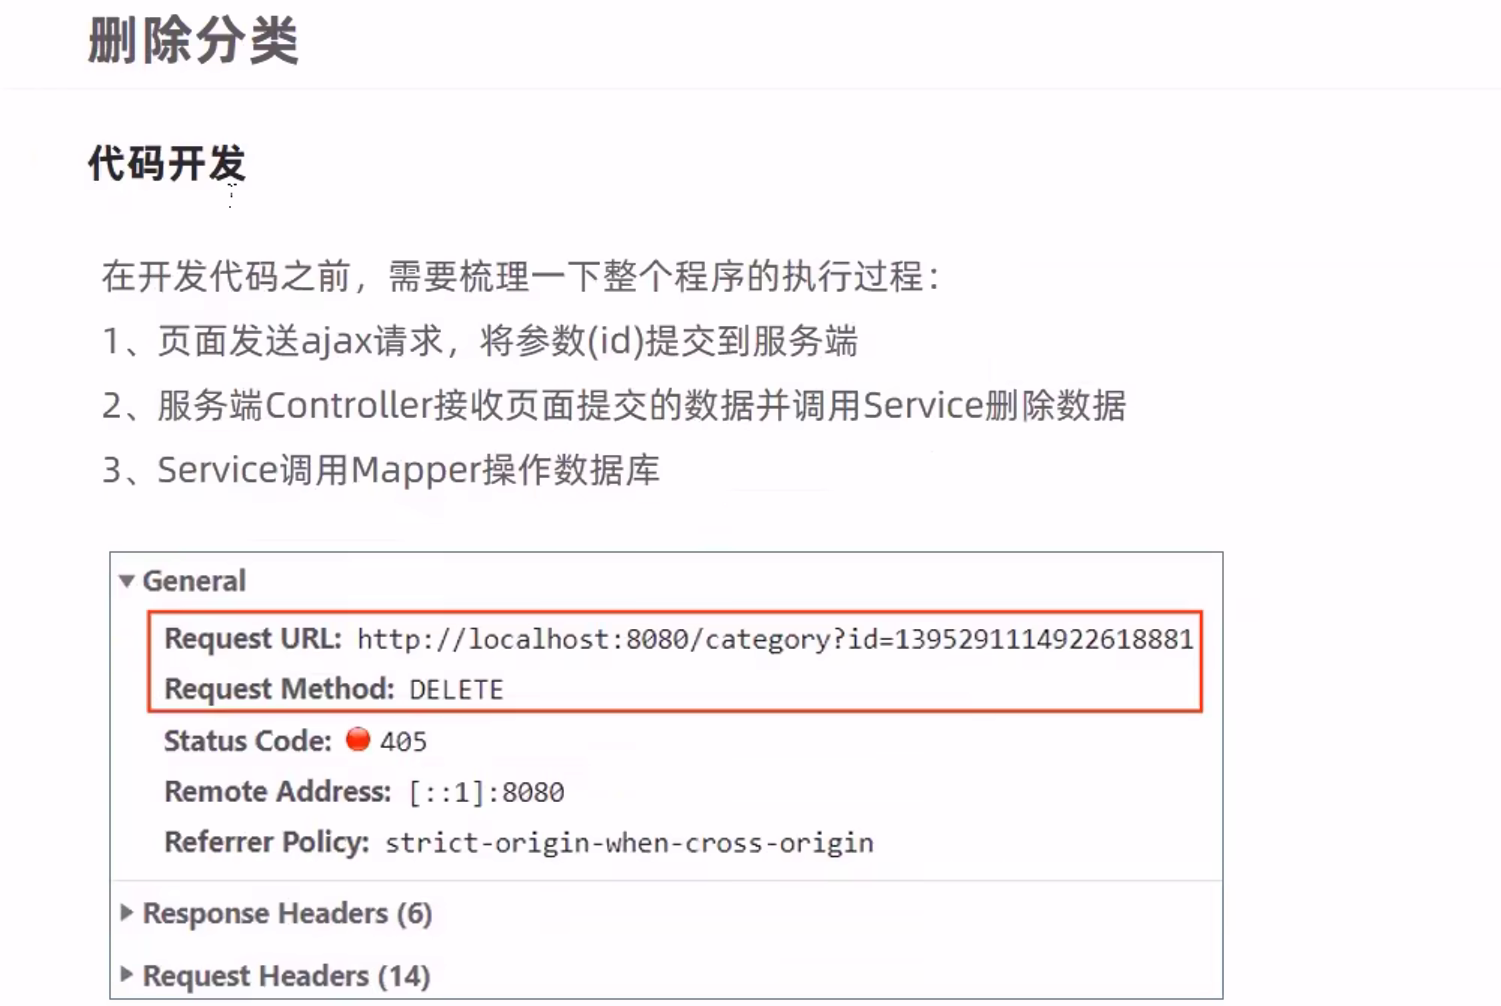 删除分类
代码开发
在开发代码之前，需要梳理一下整个程序的执行过程：
1、页面发送ajax请求，将参数(id)提交到服务端
2、服务端Controller接收页面提交的数据并调用Service删除数据
3、Service调用Mapper操作数据库
General
Request URL: http://localhost:8080/category?id=1395291114922618881
Request Method: DELETE
Status Code: 405
Remote Address: [::1]:8080
Referrer Policy: strict-origin-when-cross-origin
Response Headers (6)
Request Headers (14)